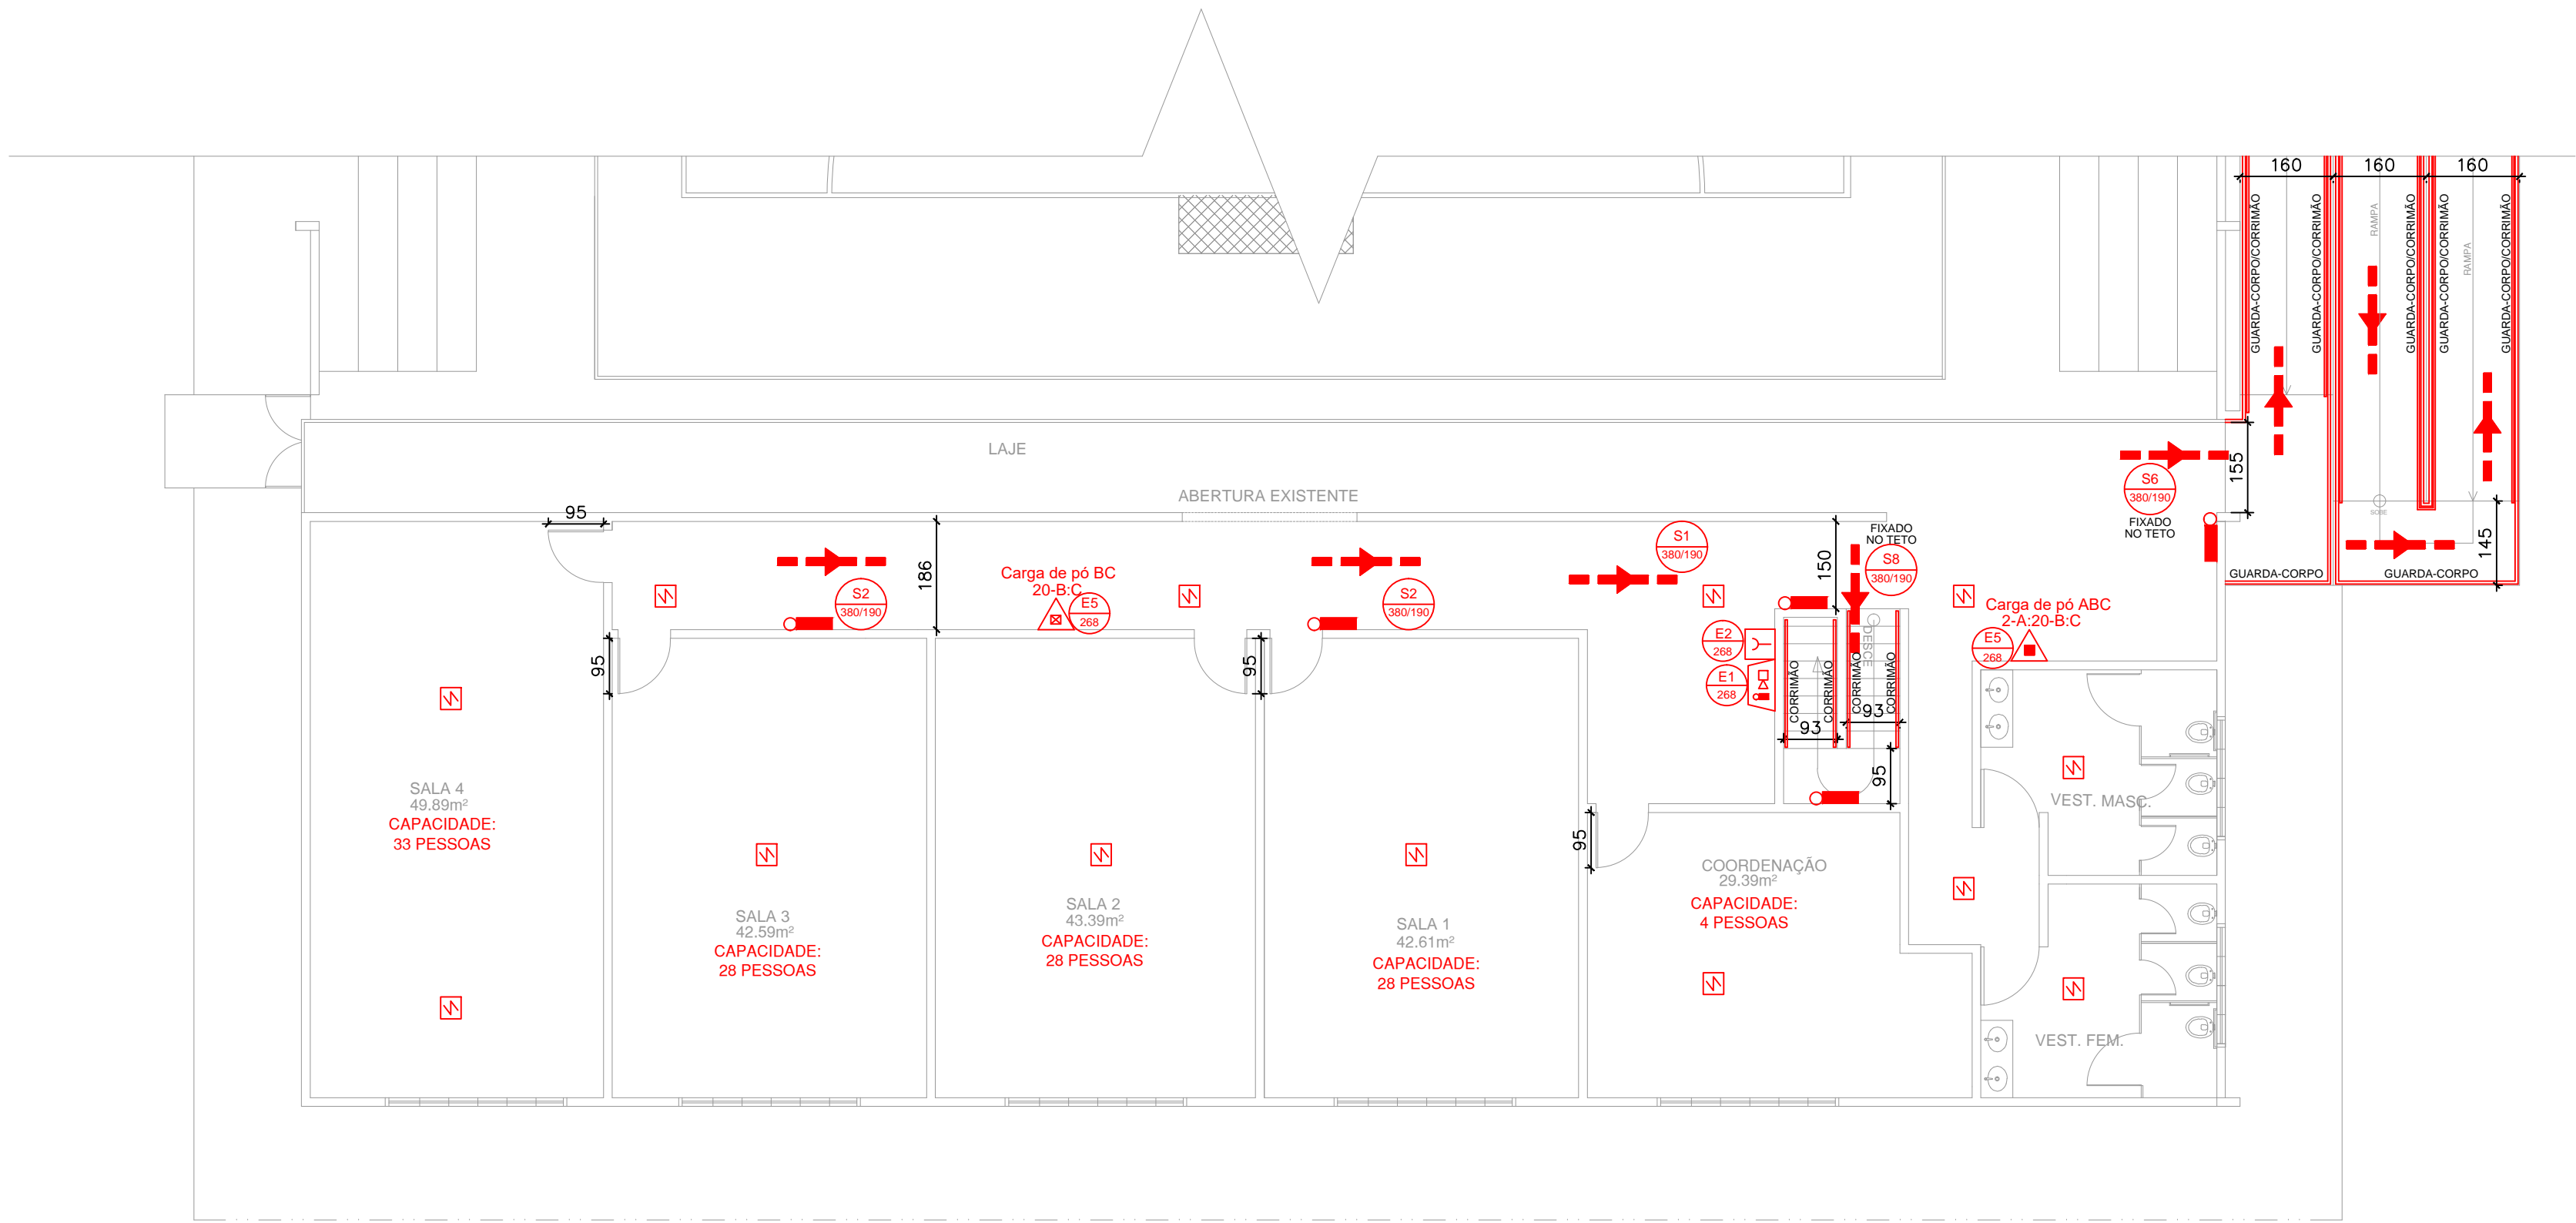 160
160
160
GUARDA-CORPO/CORRIMÃO
GUARDA-CORPO/CORRIMÃO
RAMPA
GUARDA-CORPO/CORRIMÃO
GUARDA-CORPO/CORRIMÃO
RAMPA
GUARDA-CORPO/CORRIMÃO
LAJE
ABERTURA EXISTENTE
155
S6
380/190
FIXADO
NO TETO
SOBE
145
GUARDA-CORPO
GUARDA-CORPO
95
186
Carga de pó BC
20-B:C
E5
268
S2
380/190
S2
380/190
S1
380/190
150
FIXADO
NO TETO
S8
380/190
Carga de pó ABC
2-A:20-B:C
E5
268
95
95
E2
268
E1
268
DESCE
CORRIMÃO
CORRIMÃO
CORRIMÃO
CORRIMÃO
93
93
95
95
SALA 4
49.89m²
CAPACIDADE:
33 PESSOAS
SALA 3
42.59m²
CAPACIDADE:
28 PESSOAS
SALA 2
43.39m²
CAPACIDADE:
28 PESSOAS
SALA 1
42.61m²
CAPACIDADE:
28 PESSOAS
COORDENAÇÃO
29.39m²
CAPACIDADE:
4 PESSOAS
VEST. MASC.
VEST. FEM.